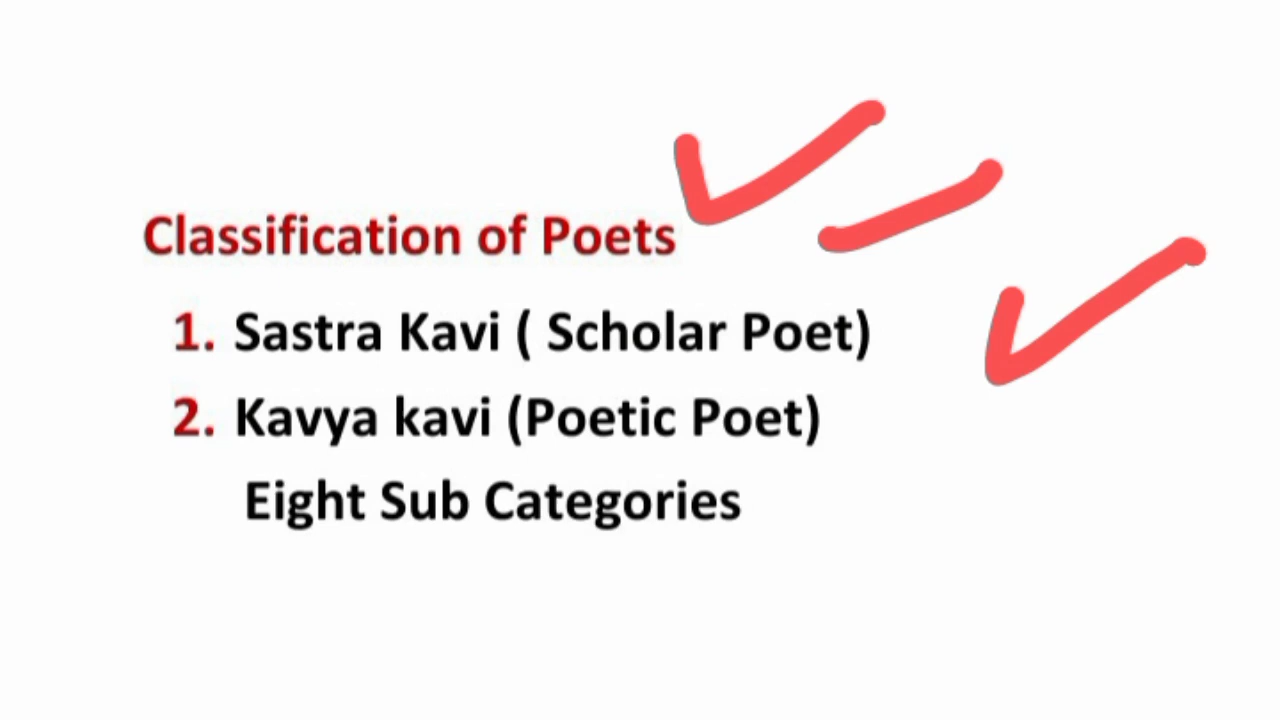 Classification of Poets
1. Sastra Kavi ( Scholar Poet)
2. Kavya kavi (Poetic Poet)
Eight Sub Categories